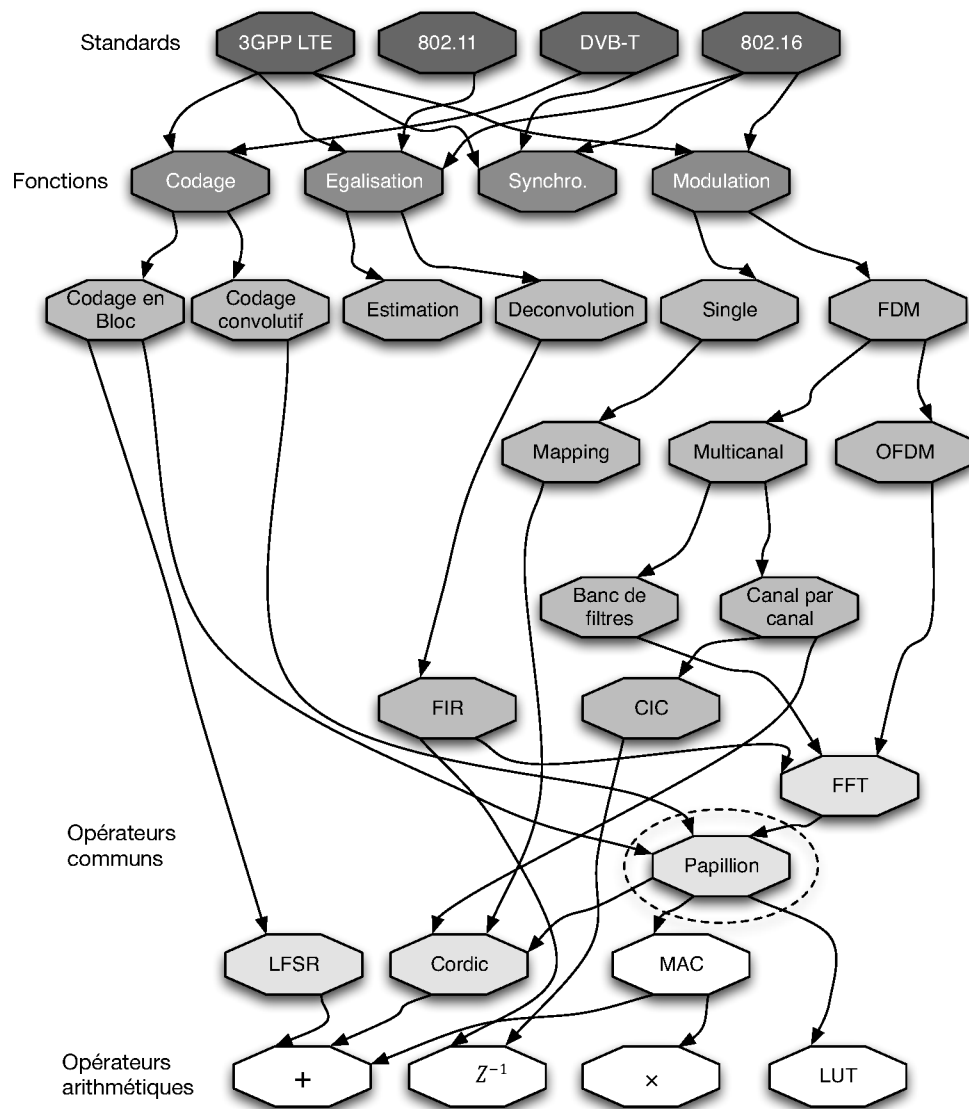 Standards
3GPP LTE
802.11
DVB-T
802.16
Fonctions
Codage
Egalisation
Synchro.
Modulation
Codage en
Bloc
Codage
convolutif
Estimation
Deconvolution
Single
FDM
Mapping
Multicanal
OFDM
Banc de
filtres
Canal par
canal
FIR
CIC
FFT
Opérateurs
communs
Papillion
LFSR
Cordic
MAC
Opérateurs
arithmétiques
+
Z⁻¹
×
LUT